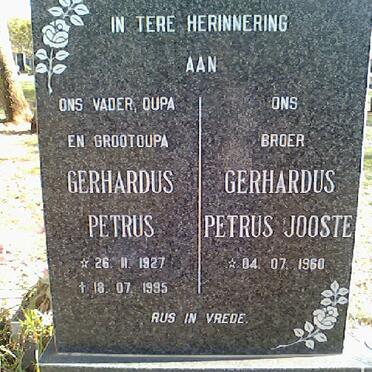 IN TERE HERINNERING
AAN
ONS VADER, OUPA
EN GROOTOUPA
GERHARDUS
PETRUS
☆ 26. 11. 1927
✝ 18. 07. 1995
ONS
BROER
GERHARDUS
PETRUS JOOSTE
☆ 04. 07. 1960
RUS IN VREDE.